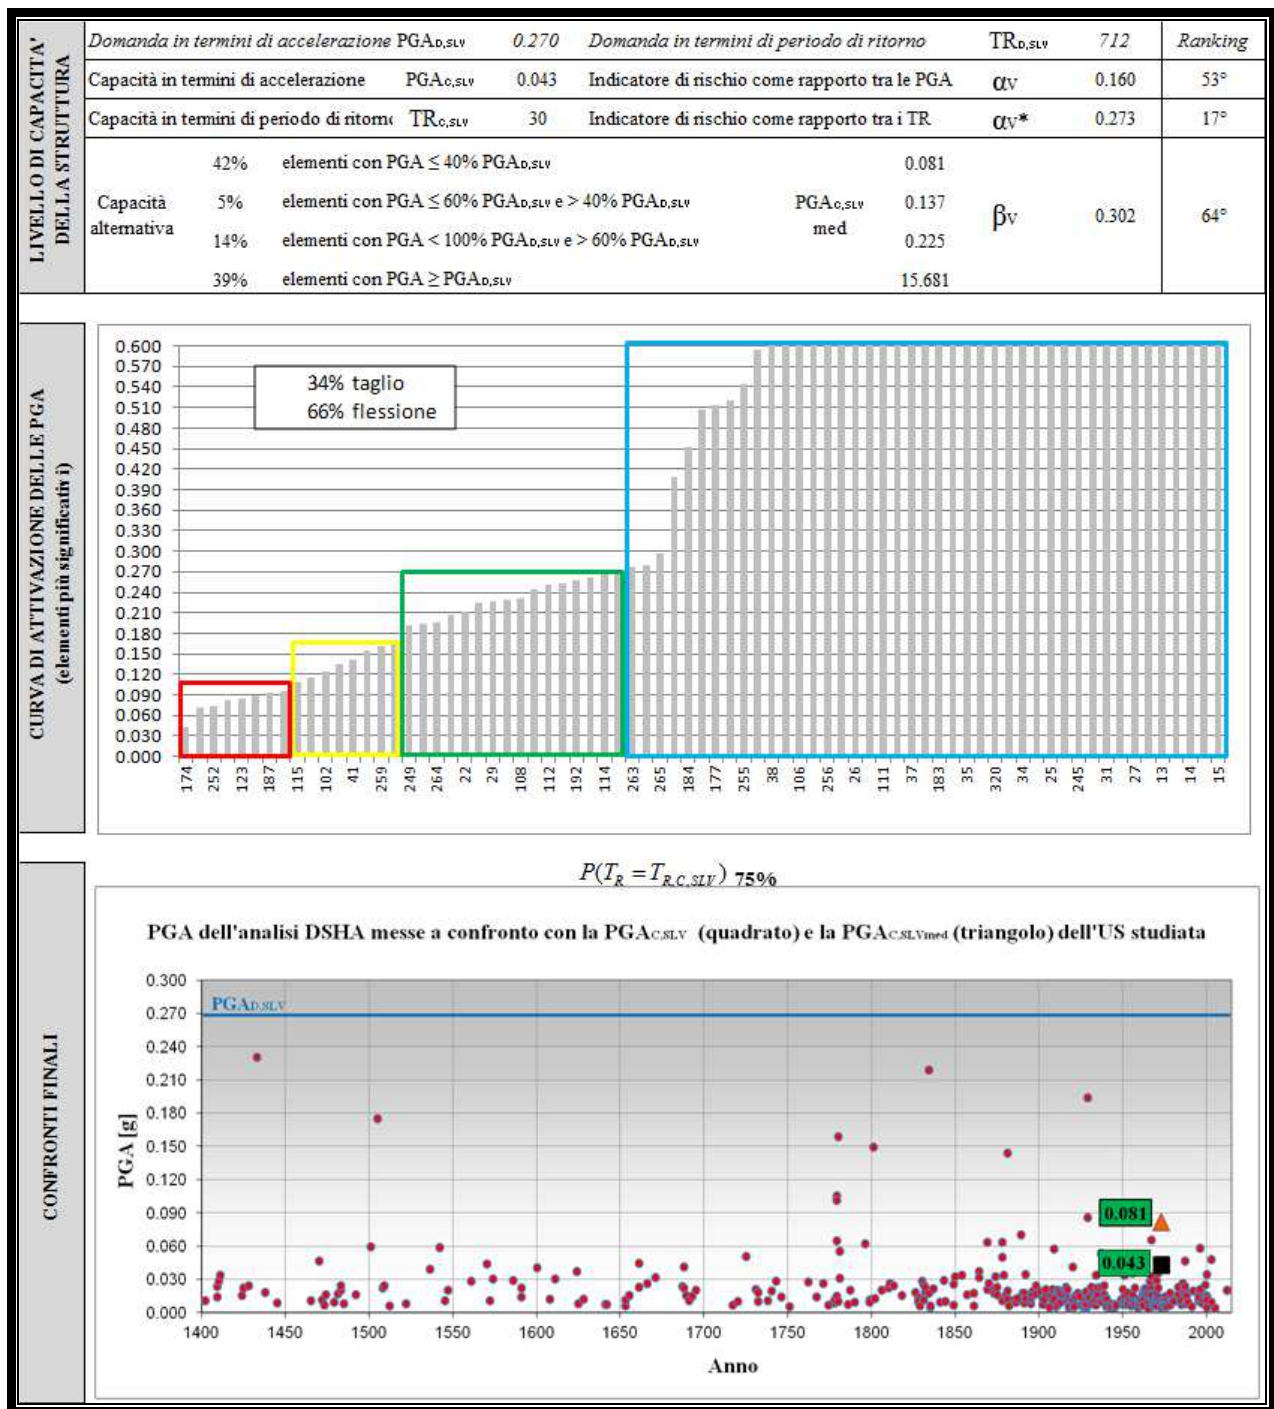 LIVELLO DI CAPACITA'
DELLA STRUTTURA
Domanda in termini di accelerazione PGAD,SLV 0.270 Domanda in termini di periodo di ritorno TRD,SLV 712 Ranking
Capacità in termini di accelerazione PGAC,SLV 0.043 Indicatore di rischio come rapporto tra le PGA αV 0.160 53°
Capacità in termini di periodo di ritorno TRC,SLV 30 Indicatore di rischio come rapporto tra i TR αV* 0.273 17°
Capacità
alternativa
42% elementi con PGA ≤ 40% PGAD,SLV 0.081
5% elementi con PGA ≤ 60% PGAD,SLV e > 40% PGAD,SLV 0.137
14% elementi con PGA < 100% PGAD,SLV e > 60% PGAD,SLV 0.225
39% elementi con PGA ≥ PGAD,SLV 15.681
PGAC,SLV
med
βV 0.302 64°
CURVA DI ATTIVAZIONE DELLE PGA
(elementi più significativi)
0.600
0.570
0.540
0.510
0.480
0.450
0.420
0.390
0.360
0.330
0.300
0.270
0.240
0.210
0.180
0.150
0.120
0.090
0.060
0.030
0.000
34% taglio
66% flessione
174 252 123 187 115 102 41 259 249 264 22 29 108 112 192 114 263 265 184 177 255 38 106 256 26 111 37 183 35 320 34 25 245 31 27 13 14 15
CONFRONTI FINALI
P(TR = TR,C,SLV) 75%
PGA dell'analisi DSHA messe a confronto con la PGAC,SLV (quadrato) e la PGAC,SLVmed (triangolo) dell'US studiata
PGA [g]
0.300
0.270
0.240
0.210
0.180
0.150
0.120
0.090
0.060
0.030
0.000
PGAD,SLV
0.081
0.043
1400 1450 1500 1550 1600 1650 1700 1750 1800 1850 1900 1950 2000
Anno